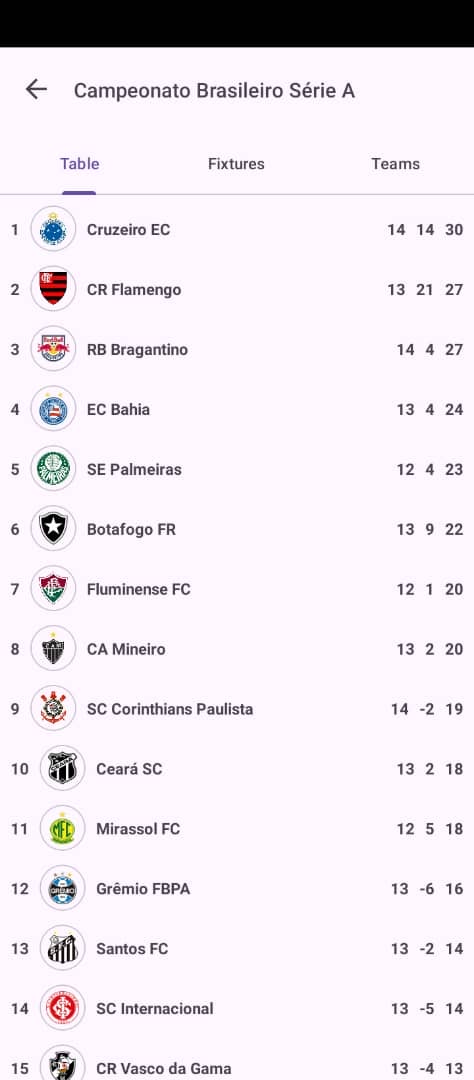 Campeonato Brasileiro Série A
Table Fixtures Teams
1 Cruzeiro EC 14 14 30
2 CR Flamengo 13 21 27
3 RB Bragantino 14 4 27
4 EC Bahia 13 4 24
5 SE Palmeiras 12 4 23
6 Botafogo FR 13 9 22
7 Fluminense FC 12 1 20
8 CA Mineiro 13 2 20
9 SC Corinthians Paulista 14 -2 19
10 Ceará SC 13 2 18
11 Mirassol FC 12 5 18
12 Grêmio FBPA 13 -6 16
13 Santos FC 13 -2 14
14 SC Internacional 13 -5 14
15 CR Vasco da Gama 13 -4 13